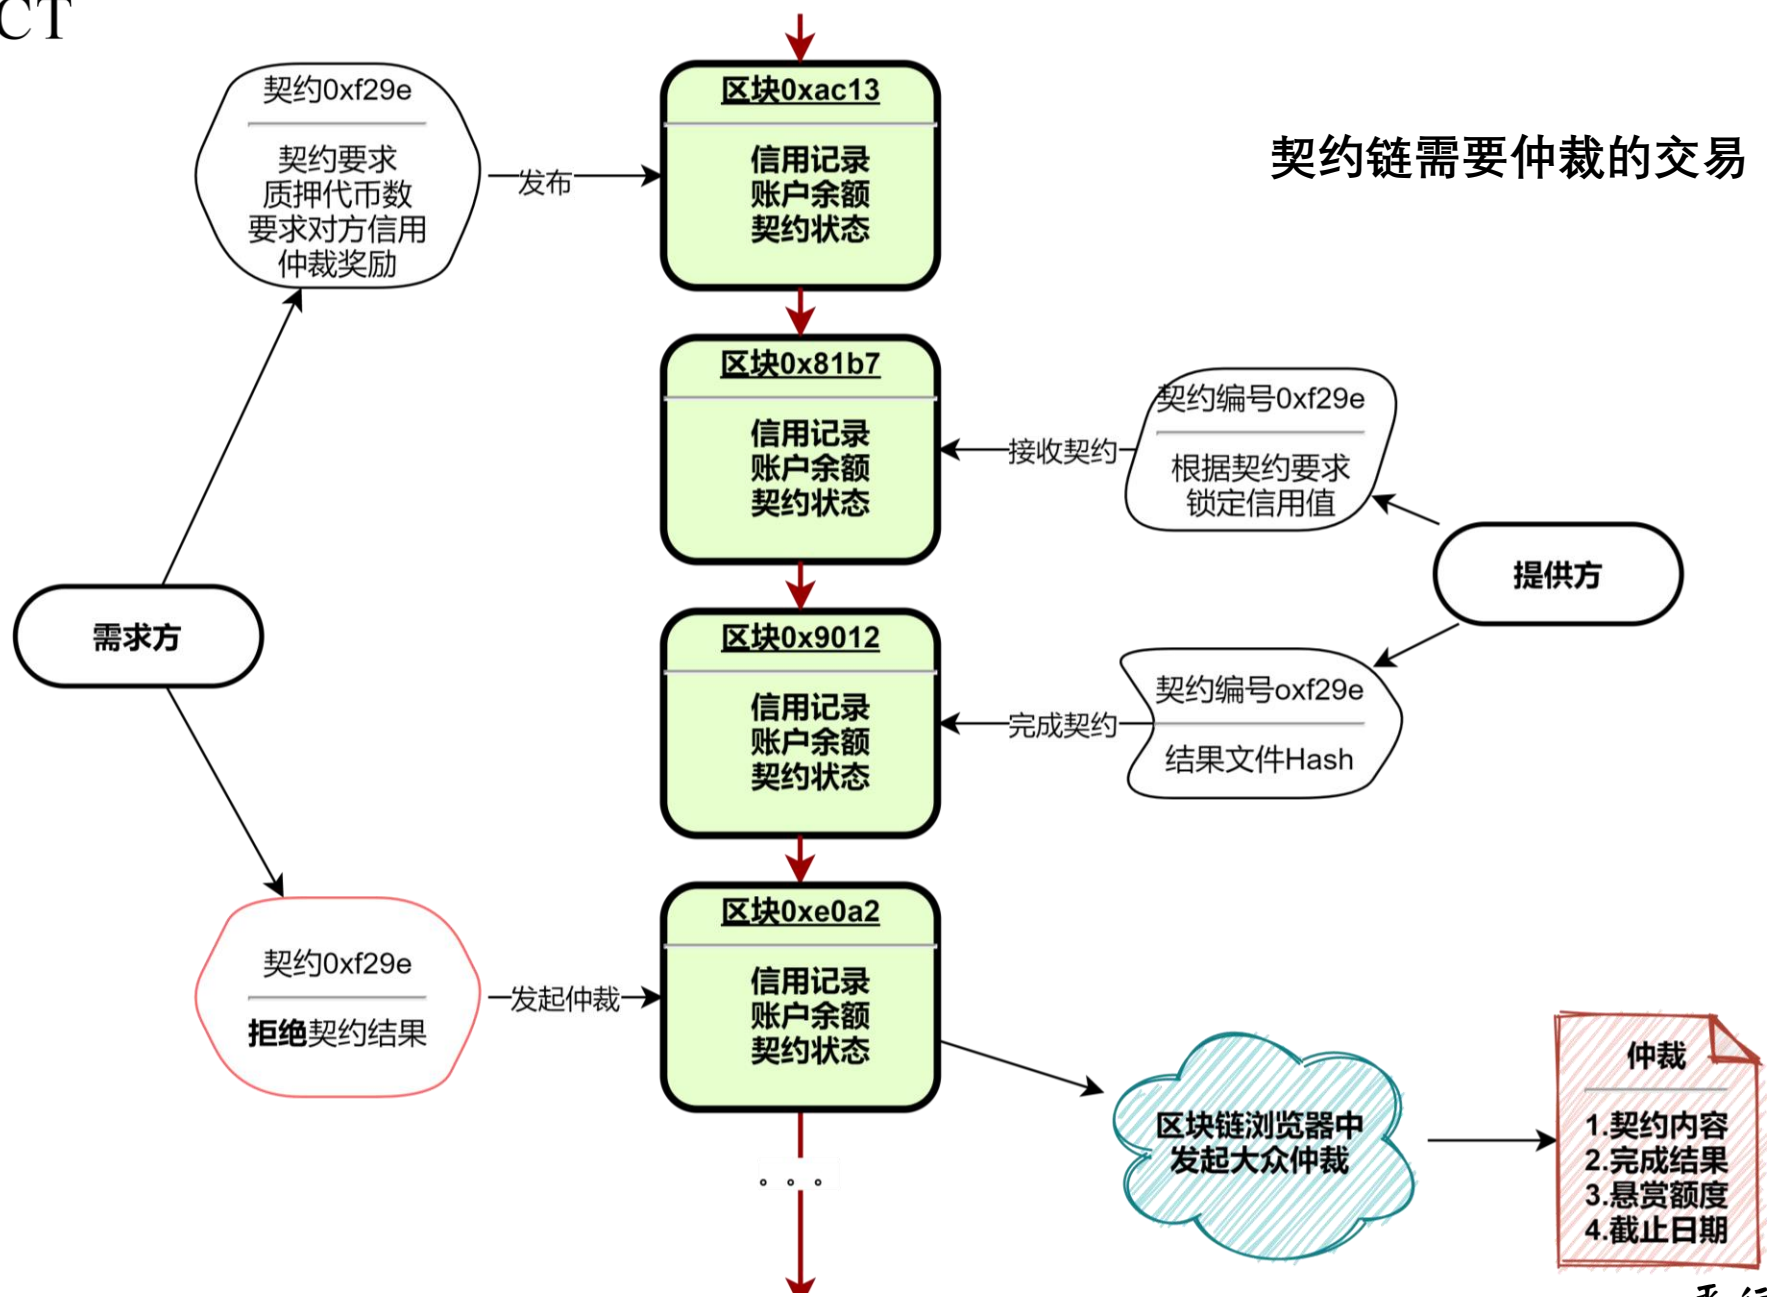 CT
契约链需要仲裁的交易
契约0xf29e
契约要求
质押代币数
要求对方信用
仲裁奖励
发布
区块0xac13
信用记录
账户余额
契约状态
区块0x81b7
信用记录
账户余额
契约状态
接收契约
契约编号0xf29e
根据契约要求
锁定信用值
提供方
需求方
区块0x9012
信用记录
账户余额
契约状态
完成契约
契约编号oxf29e
结果文件Hash
契约0xf29e
拒绝契约结果
发起仲裁
区块0xe0a2
信用记录
账户余额
契约状态
。。。
区块链浏览器中
发起大众仲裁
仲裁
1.契约内容
2.完成结果
3.悬赏额度
4.截止日期